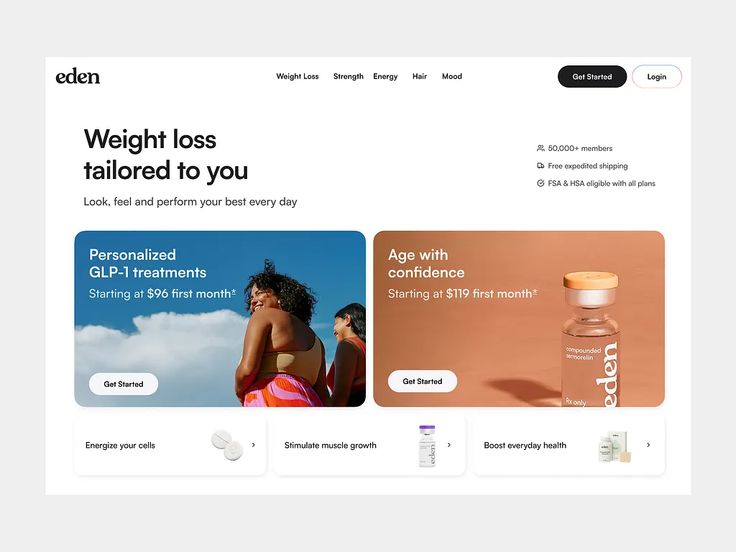 eden
Weight Loss Strength Energy Hair Mood
Get Started
Login
Weight loss
tailored to you
Look, feel and perform your best every day
50,000+ members
Free expedited shipping
FSA & HSA eligible with all plans
Personalized
GLP-1 treatments
Starting at $96 first month*
Get Started
Age with
confidence
Starting at $119 first month*
Get Started
compounded
sermorelin
eden
Rx only
Energize your cells
Stimulate muscle growth
eden
Boost everyday health